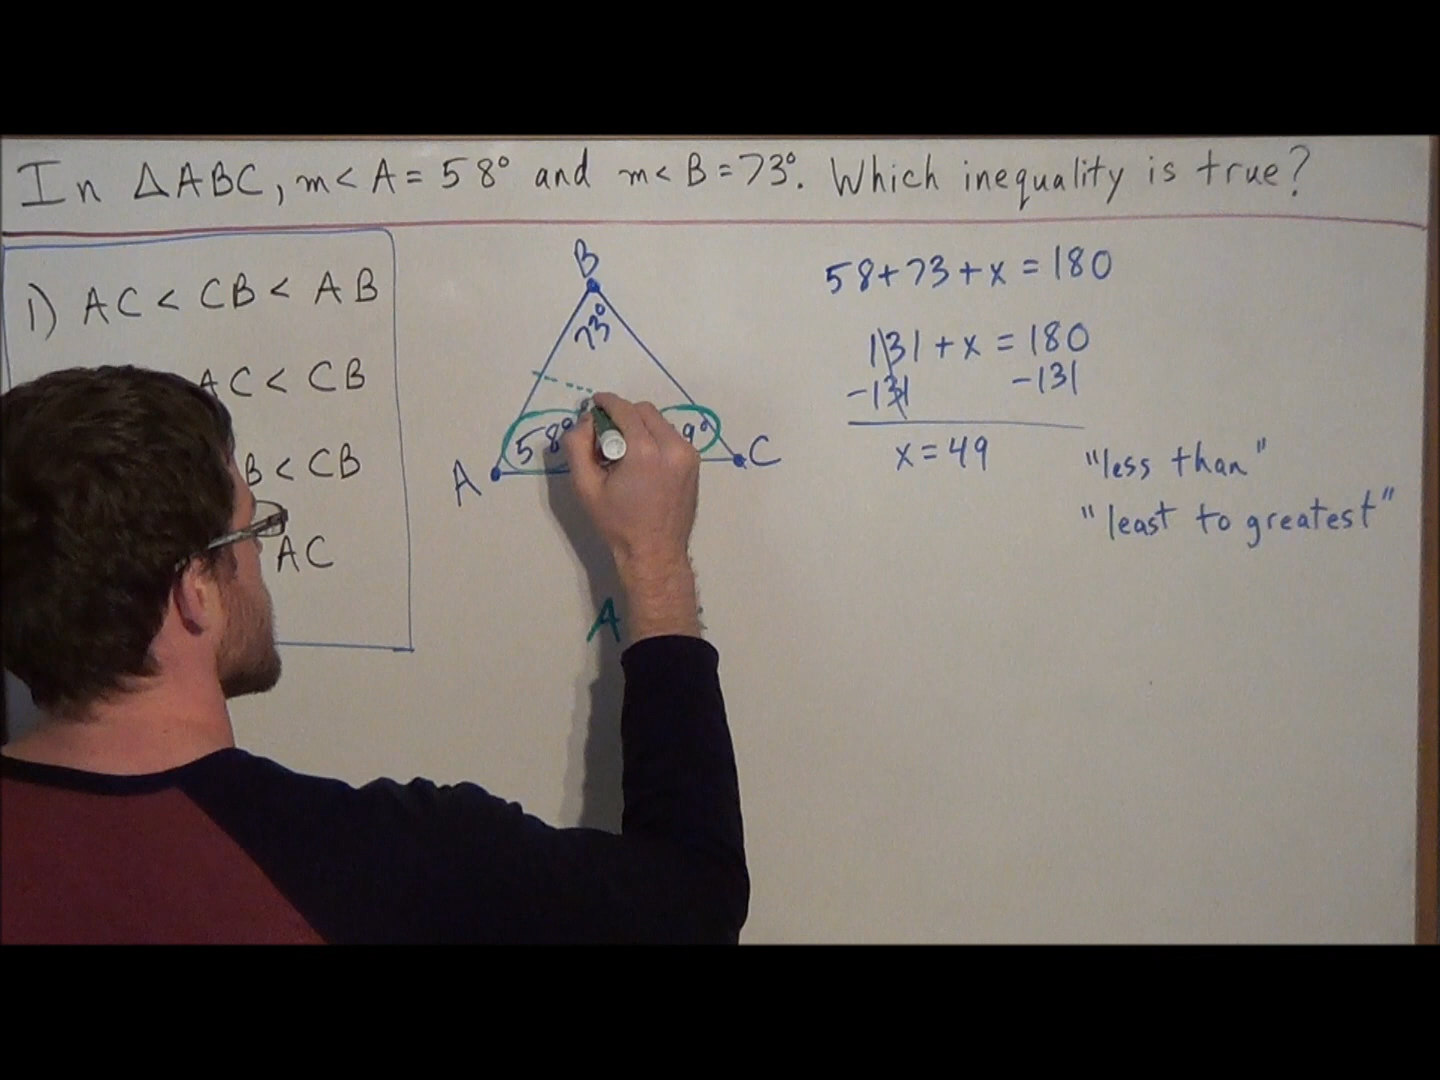 In △ABC, m< A = 58° and m< B = 73°. Which inequality is true?
1) AC < CB < AB
AC < CB
B < CB
AC
B
73°
58°
9°
A
C
A
58+73+x = 180
131 + x = 180
-131 -131
x = 49
"less than"
"least to greatest"